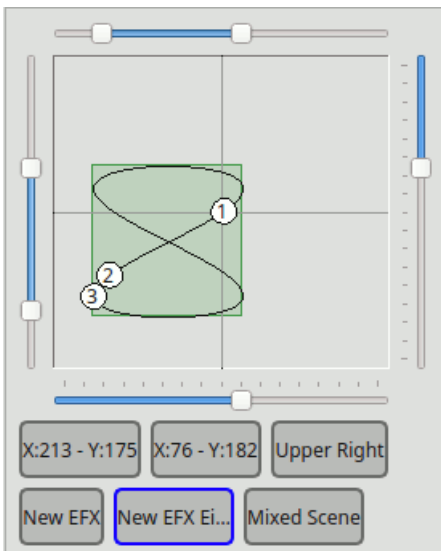 1
2
3
X:213 - Y:175 X:76 - Y:182 Upper Right
New EFX New EFX Ei... Mixed Scene